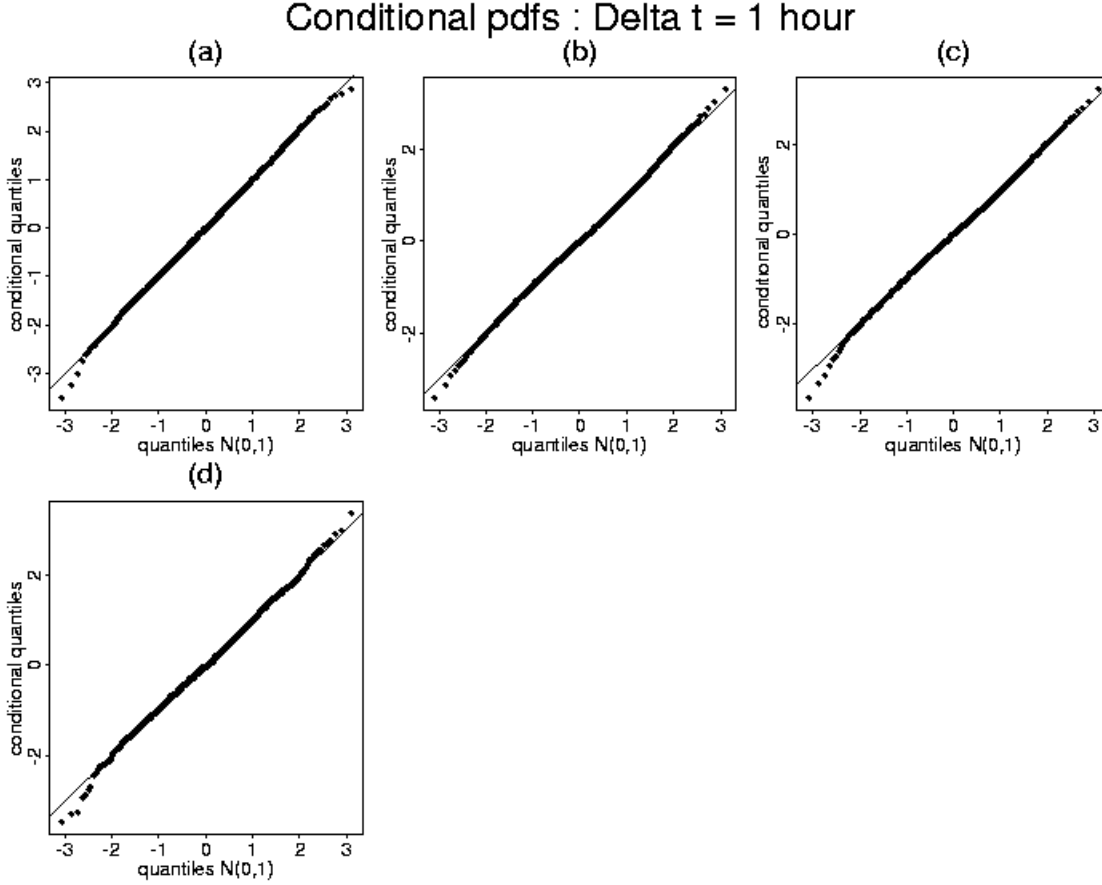 Conditional pdfs : Delta t = 1 hour
(a)
conditional quantiles
3
2
1
0
-1
-2
-3
-3 -2 -1 0 1 2 3
quantiles N(0,1)
(b)
conditional quantiles
2
0
-2
-3 -2 -1 0 1 2 3
quantiles N(0,1)
(c)
conditional quantiles
2
0
-2
-3 -2 -1 0 1 2 3
quantiles N(0,1)
(d)
conditional quantiles
2
0
-2
-3 -2 -1 0 1 2 3
quantiles N(0,1)